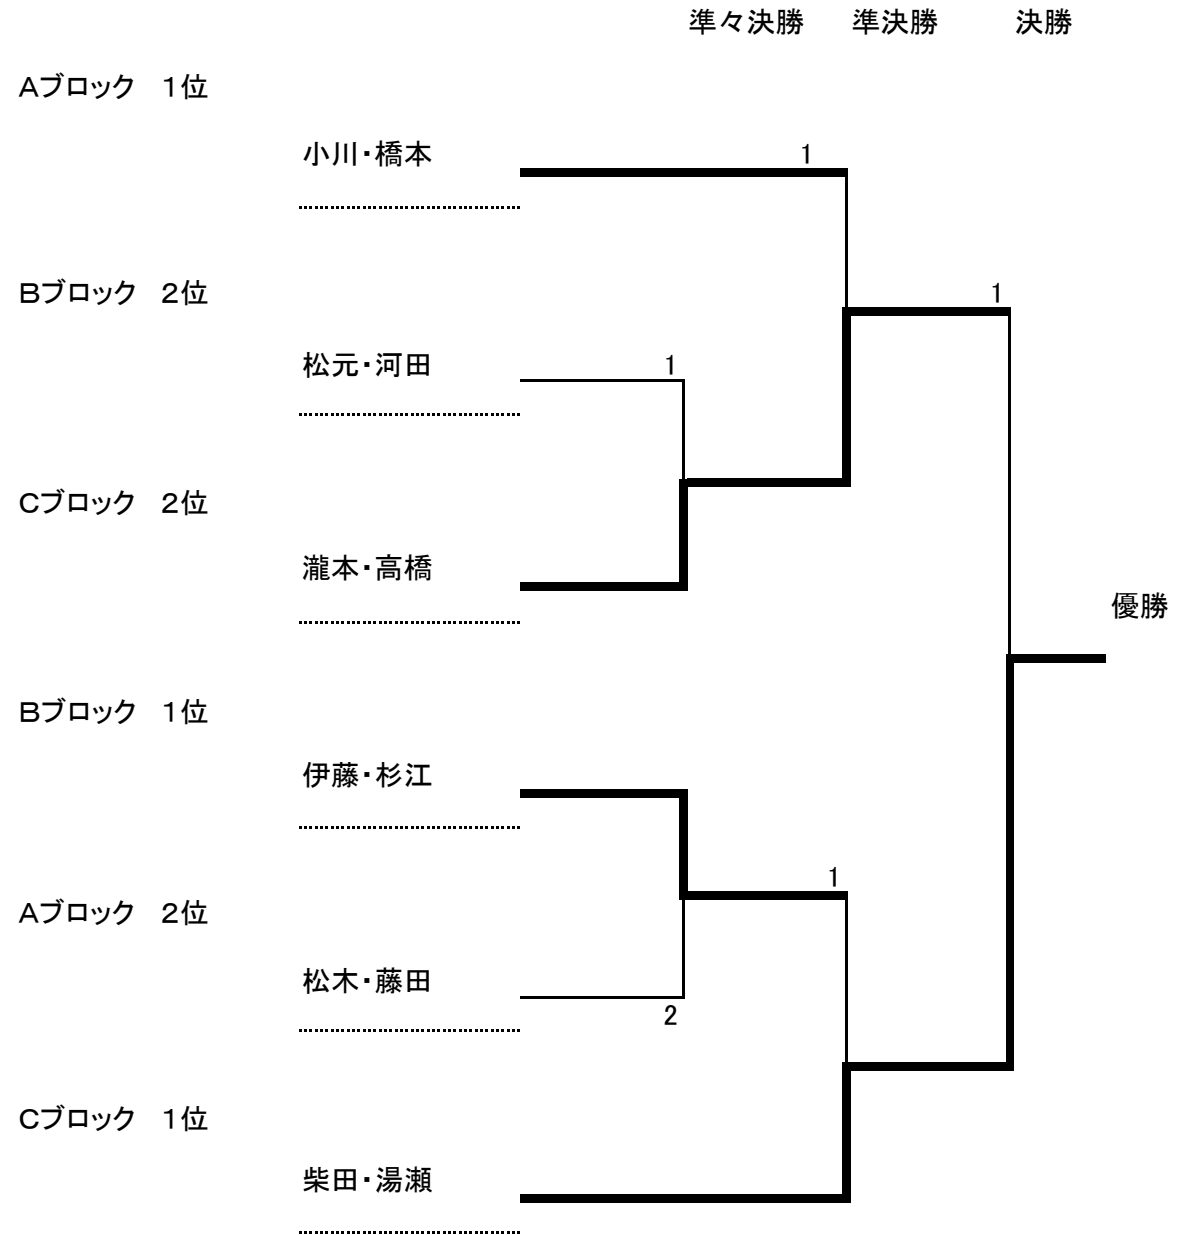 準々決勝 準決勝 決勝
Aブロック 1位
小川・橋本
1
Bブロック 2位
1
松元・河田
1
Cブロック 2位
瀧本・高橋
優勝
Bブロック 1位
伊藤・杉江
1
Aブロック 2位
松木・藤田
2
Cブロック 1位
柴田・湯瀬